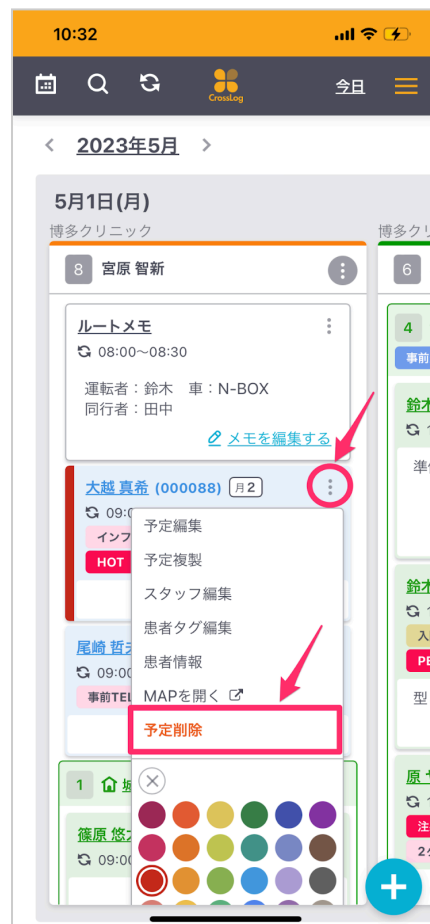 10:32
CrossLog
今日
2023年5月
5月1日(月)
博多クリニック
8 宮原 智新
ルートメモ
08:00〜08:30
運転者：鈴木 車：N-BOX
同行者：田中
メモを編集する
大越 真希 (000088) 月2
09:
インフ
HOT
予定編集
予定複製
スタッフ編集
患者タグ編集
患者情報
MAPを開く
予定削除
尾崎 哲
09:00
事前TEL
1
篠原 悠
09:00
博多クリ
6
4
事前
鈴木
準
鈴木
入
PE
型
原
注
2